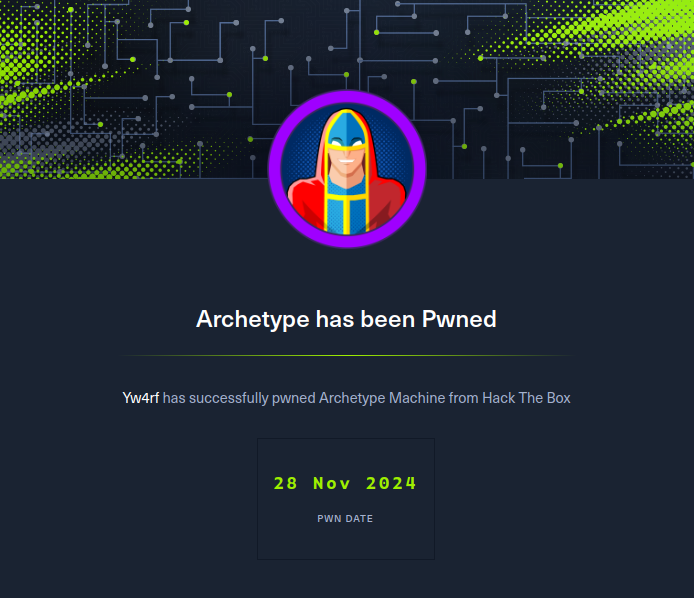 Archetype has been Pwned
Yw4rf has successfully pwned Archetype Machine from Hack The Box
28 Nov 2024
PWN DATE